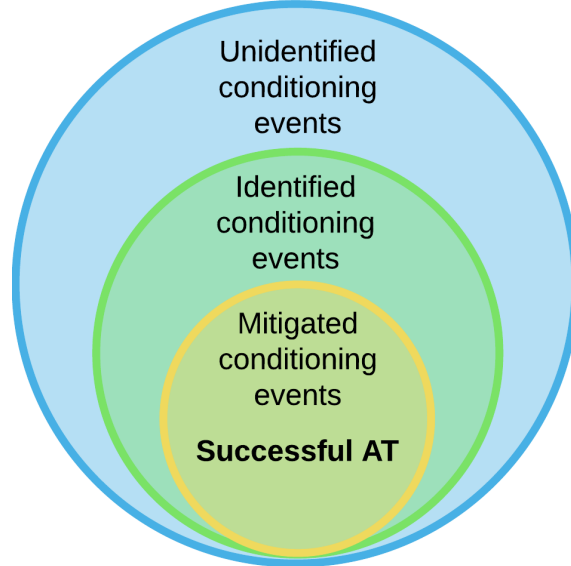 Unidentified
conditioning
events
Identified
conditioning
events
Mitigated
conditioning
events
Successful AT